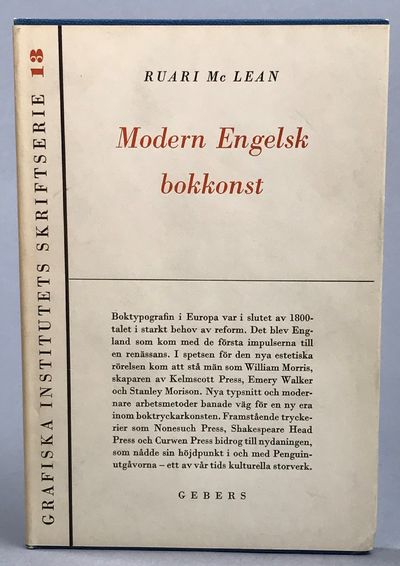 GRAFISKA INSTITUTETS SKRIFTSERIE 13
RUARI Mc LEAN
Modern Engelsk
bokkonst
Boktypografin i Europa var i slutet av 1800-
talet i starkt behov av reform. Det blev Eng-
land som kom med de första impulserna till
en renässans. I spetsen för den nya estetiska
rörelsen kom att stå män som William Morris,
skaparen av Kelmscott Press, Emery Walker
och Stanley Morison. Nya typsnitt och moder-
nare arbetsmetoder banade väg för en ny era
inom boktryckarkonsten. Framstående trycke-
rier som Nonesuch Press, Shakespeare Head
Press och Curwen Press bidrog till nydaningen,
som nådde sin höjdpunkt i och med Penguin-
utgåvorna – ett av vår tids kulturella storverk.
GEBERS